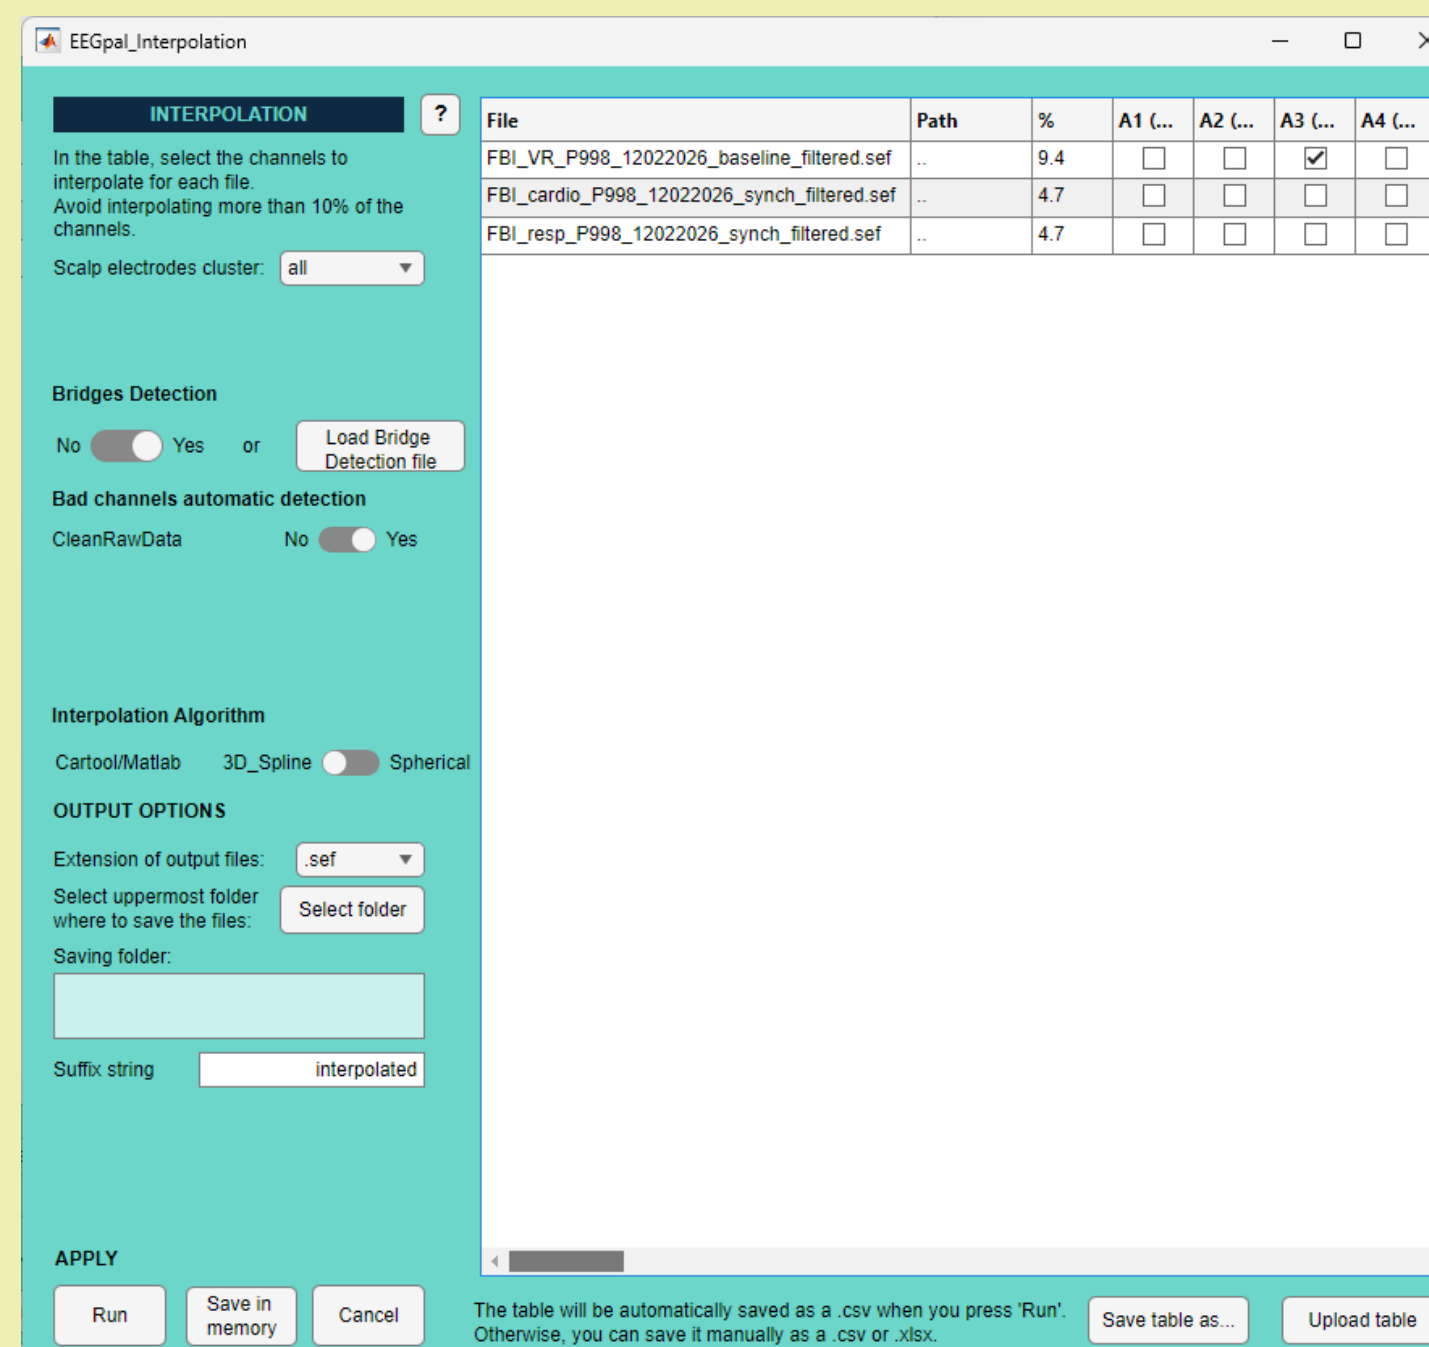 EEGpal_Interpolation
INTERPOLATION
?
In the table, select the channels to
interpolate for each file.
Avoid interpolating more than 10% of the
channels.
Scalp electrodes cluster: all
Bridges Detection
No Yes or Load Bridge
Detection file
Bad channels automatic detection
CleanRawData No Yes
Interpolation Algorithm
Cartool/Matlab 3D_Spline Spherical
OUTPUT OPTIONS
Extension of output files: .sef
Select uppermost folder
where to save the files:
Select folder
Saving folder:
Suffix string interpolated
APPLY
Run
Save in
memory
Cancel
File Path % A1 (... A2 (... A3 (... A4 (...
FBI_VR_P998_12022026_baseline_filtered.sef .. 9.4
FBI_cardio_P998_12022026_synch_filtered.sef .. 4.7
FBI_resp_P998_12022026_synch_filtered.sef .. 4.7
The table will be automatically saved as a .csv when you press 'Run'.
Otherwise, you can save it manually as a .csv or .xlsx.
Save table as...
Upload table